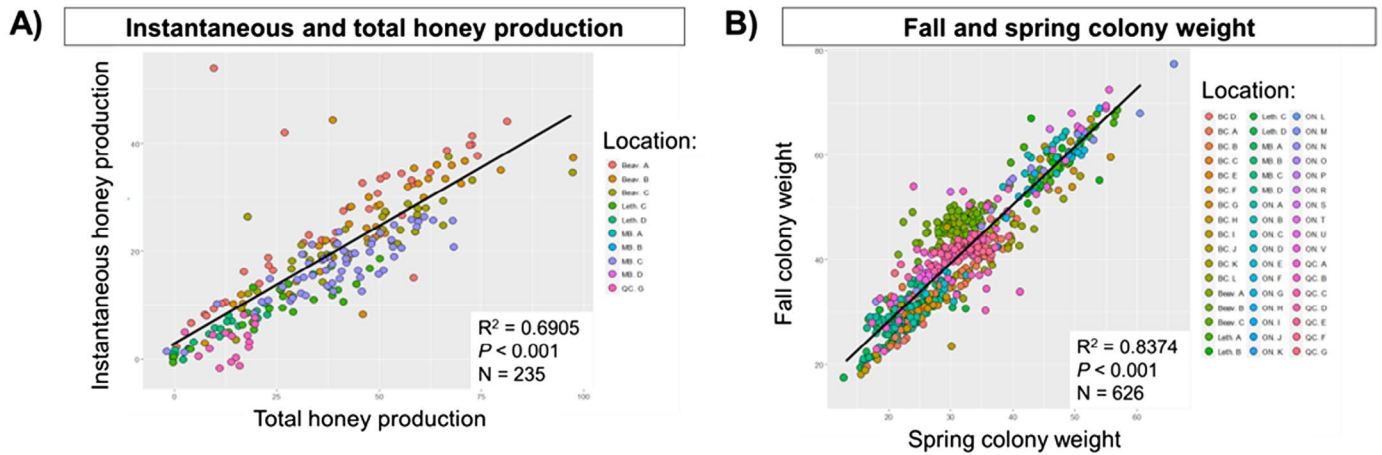 A)
Instantaneous and total honey production
Instantaneous honey production
40
20
0
0
25
50
75
100
Total honey production
R² = 0.6905
P < 0.001
N = 235
Location:
Beav. A
Beav. B
Beav. C
Leth. C
Leth. D
MB. A
MB. B
MB. C
MB. D
QC. G
B)
Fall and spring colony weight
Fall colony weight
80
60
40
20
20
30
40
50
60
Spring colony weight
R² = 0.8374
P < 0.001
N = 626
Location:
BC.D.
BC. A
BC. B
BC. C
BC. E
BC. F
BC. G
BC. H
BC. I
BC. J
BC. K
BC. L
Beav. A
Beav. B
Beav. C
Leth. A
Leth. B
Leth. C
Leth. D
MB. A
MB. B
MB. C
MB. D
ON. A
ON. B
ON. C
ON. D
ON. E
ON. F
ON. G
ON. H
ON. I
ON. J
ON. K
ON. L
ON. M
ON. N
ON. O
ON. P
ON. R
ON. S
ON. T
ON. U
ON. V
QC. A
QC. B
QC. C
QC. D
QC. E
QC. F
QC. G